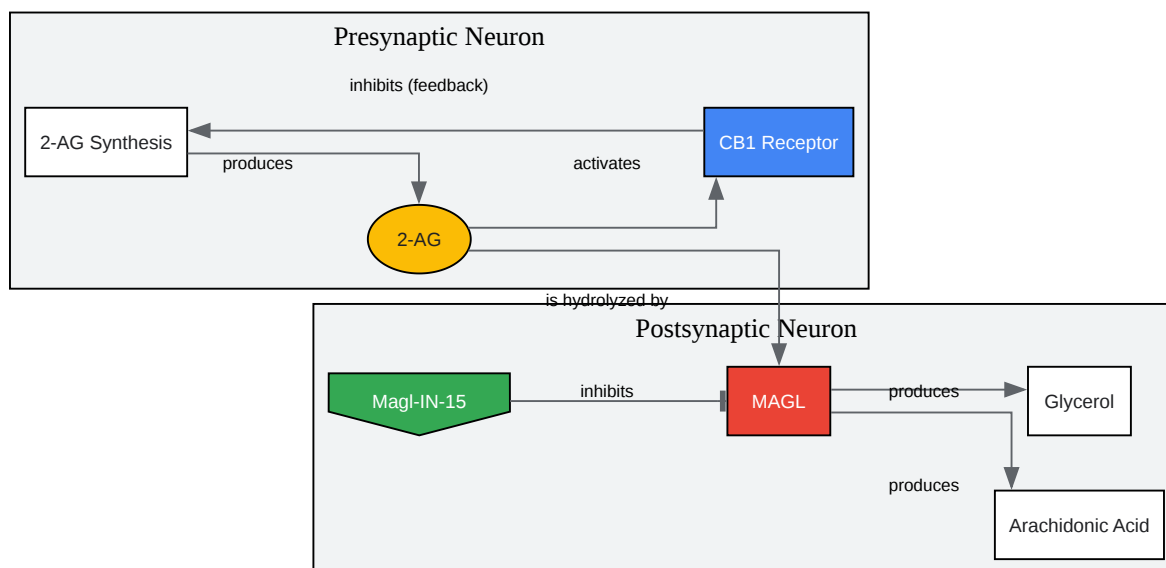 Presynaptic Neuron
inhibits (feedback)
2-AG Synthesis
CB1 Receptor
produces
activates
2-AG
is hydrolyzed by
Postsynaptic Neuron
Magl-IN-15
inhibits
MAGL
produces
Glycerol
produces
Arachidonic Acid